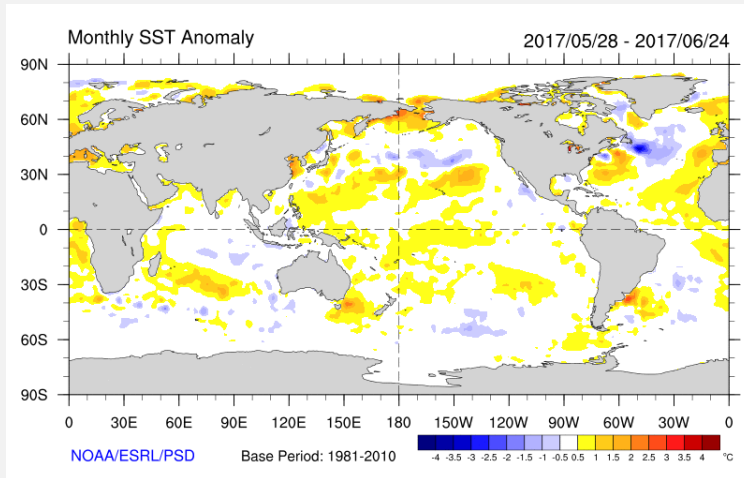 Monthly SST Anomaly 2017/05/28 - 2017/06/24
90N
60N
30N
0
30S
60S
90S
0 30E 60E 90E 120E 150E 180 150W 120W 90W 60W 30W 0
NOAA/ESRL/PSD Base Period: 1981-2010
-4 -3.5 -3 -2.5 -2 -1.5 -1 -0.5 0.5 1 1.5 2 2.5 3 3.5 4 °C